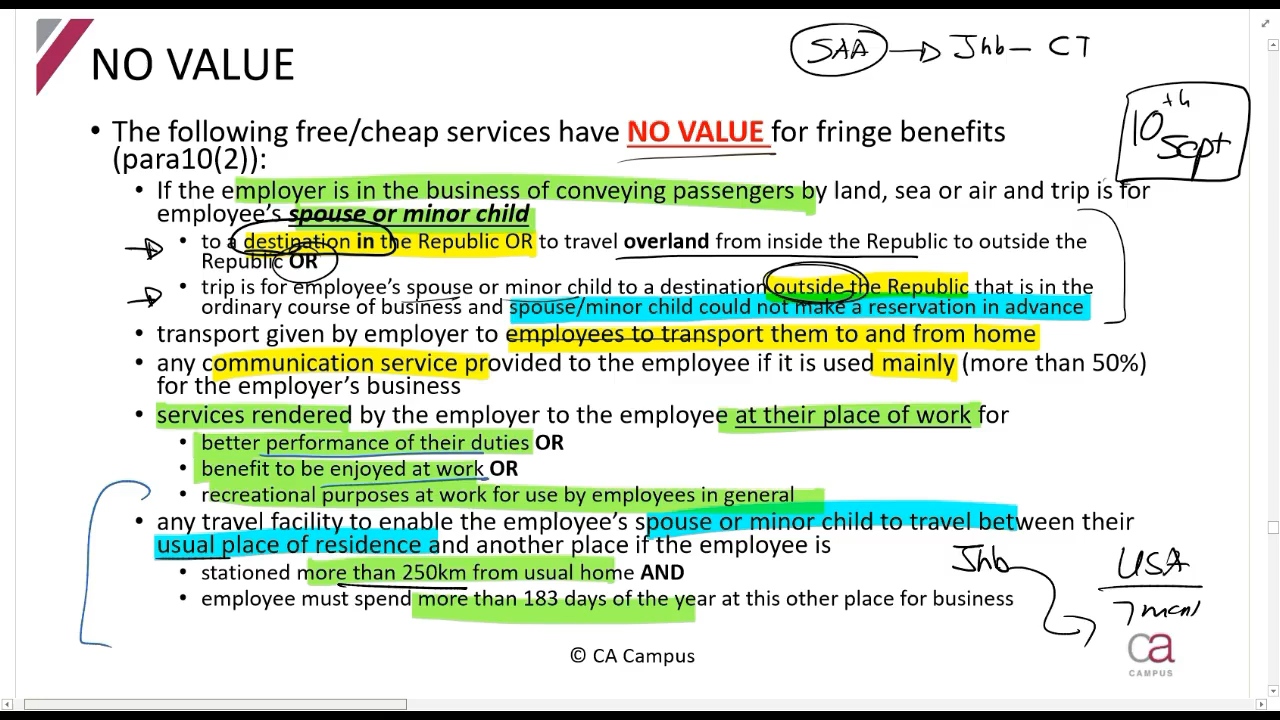 SAA → Jhb – CT
NO VALUE
10th
Sept
• The following free/cheap services have NO VALUE for fringe benefits
(para10(2)):
• If the employer is in the business of conveying passengers by land, sea or air and trip is for
employee's spouse or minor child
• to a destination in the Republic OR to travel overland from inside the Republic to outside the
Republic OR
• trip is for employee's spouse or minor child to a destination outside the Republic that is in the
ordinary course of business and spouse/minor child could not make a reservation in advance
• transport given by employer to employees to transport them to and from home
• any communication service provided to the employee if it is used mainly (more than 50%)
for the employer's business
• services rendered by the employer to the employee at their place of work for
• better performance of their duties OR
• benefit to be enjoyed at work OR
• recreational purposes at work for use by employees in general
• any travel facility to enable the employee's spouse or minor child to travel between their
usual place of residence and another place if the employee is
• stationed more than 250km from usual home AND
• employee must spend more than 183 days of the year at this other place for business
Jhb
USA
7
© CA Campus
ca
CAMPUS